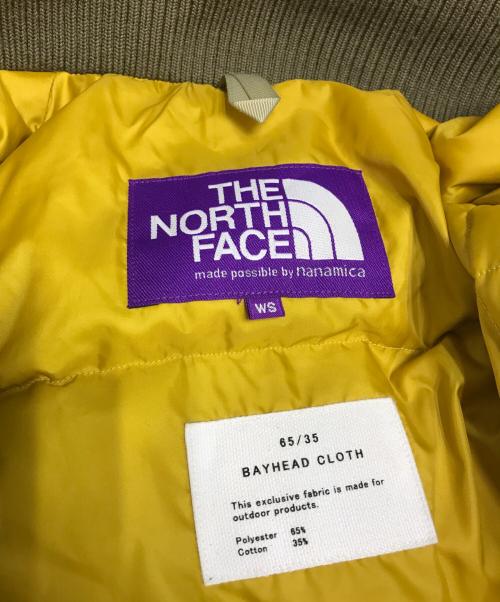 THE
NORTH
FACE
made possible by nanamica
WS
65/35
BAYHEAD CLOTH
This exclusive fabric is made for
outdoor products.
Polyester 65%
Cotton 35%